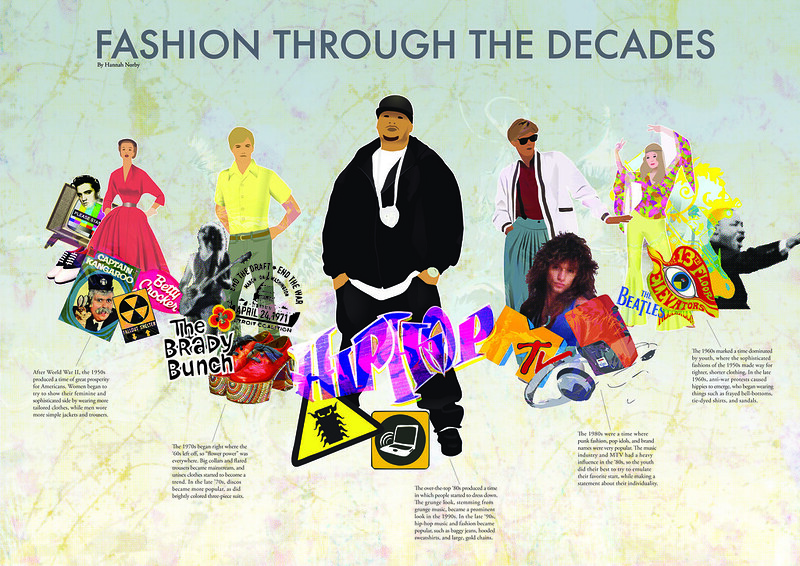 FASHION THROUGH THE DECADES
By Hannah Norby
PLEASE STAND
CAPTAIN
KANGAROO
Betty
Crocker
FALLOUT SHELTER
The
BRADY
BUNCH
NO THE DRAFT • END THE WAR
MARCH ON WASHINGTON
APRIL 24, 1971
DETROIT COALITION
HIPHOP
MTV
THE
BEATLES
13th FLOOR
ELEVATORS
After World War II, the 1950s
produced a time of great prosperity
for Americans. Women began to
try to show their feminine and
sophisticated side by wearing more
tailored clothes, while men wore
more simple jackets and trousers.
The 1970s began right where the
'60s left off, so "flower power" was
everywhere. Big collars and flared
trousers became mainstream, and
unisex clothes started to become a
trend. In the late '70s, discos
became more popular, as did
brightly colored three-piece suits.
The over-the-top '80s produced a time
in which people started to dress down.
The grunge look, stemming from
grunge music, became a prominent
look in the 1990s. In the late '90s,
hip-hop music and fashion became
popular, such as baggy jeans, hooded
sweatshirts, and large, gold chains.
The 1980s were a time where
punk fashion, pop idols, and brand
names were very popular. The music
industry and MTV had a heavy
influence in the '80s, so the youth
did their best to try to emulate
their favorite stars, while making a
statement about their individuality.
The 1960s marked a time dominated
by youth, where the sophisticated
fashions of the 1950s made way for
tighter, shorter clothing. In the late
1960s, anti-war protests caused
hippies to emerge, who began wearing
things such as frayed bell-bottoms,
tie-dyed shirts, and sandals.